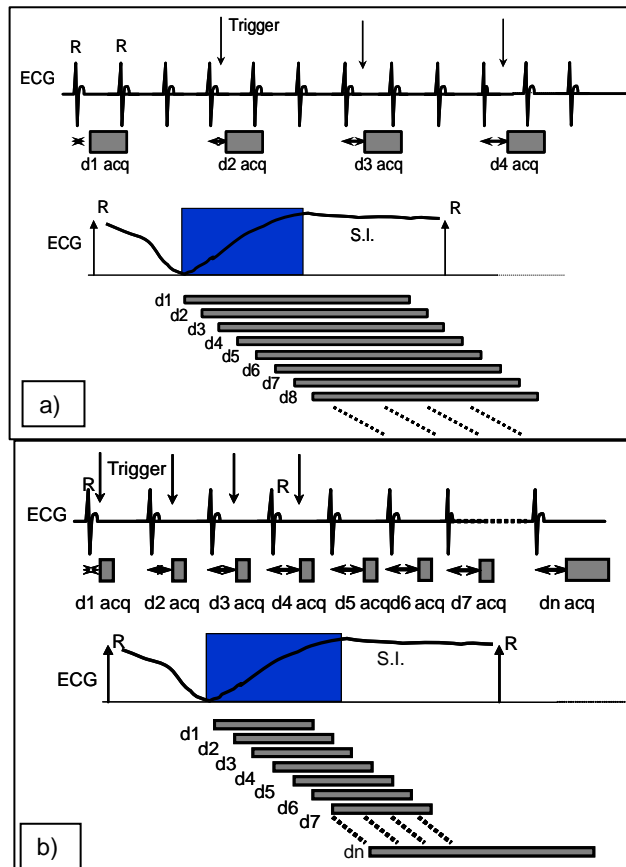 Trigger
R R
ECG
d1 acq d2 acq d3 acq d4 acq
R R
S.I.
ECG
d1
d2
d3
d4
d5
d6
d7
d8
a)
R Trigger R
ECG
d1 acq d2 acq d3 acq d4 acq d5 acq d6 acq d7 acq dn acq
R R
S.I.
ECG
d1
d2
d3
d4
d5
d6
d7
dn
b)